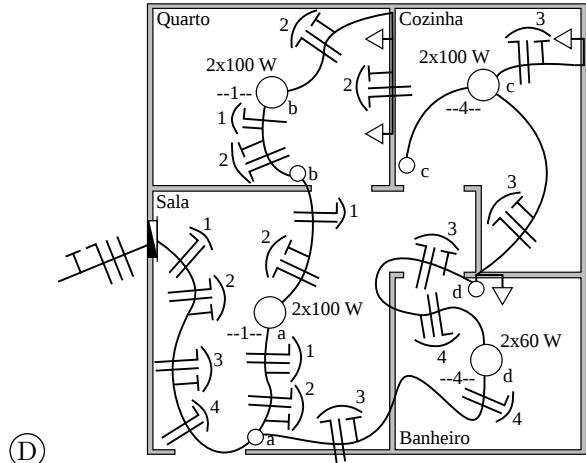 Quarto
2
Cozinha
3
2x100 W
--1--
b
2
2x100 W
c
--4--
1
2
b
c
3
Sala
1
1
2
2
3
d
2x100 W
--1--
a
3
1
4
2x60 W
--4--
d
2
3
4
4
a
Banheiro
D